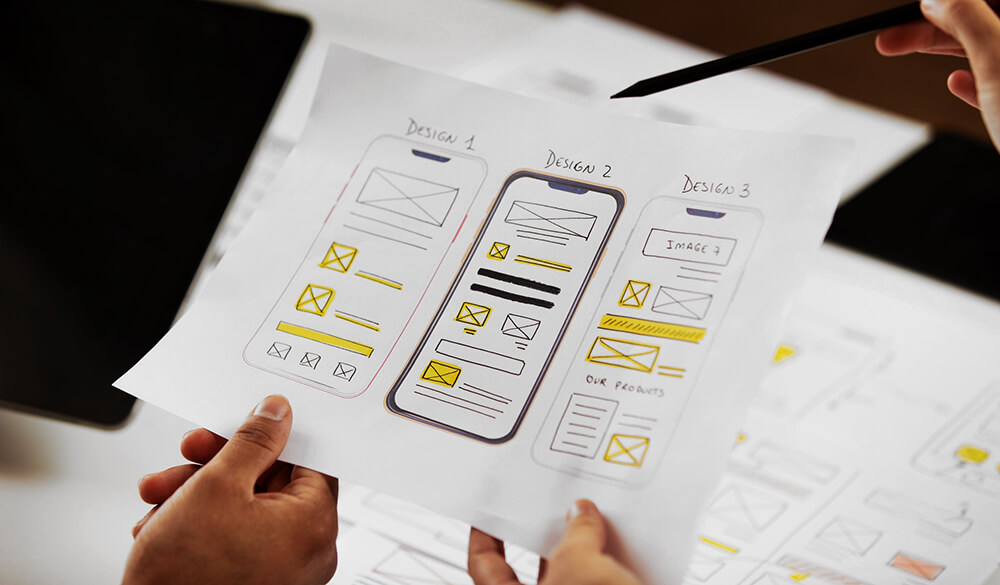 DESIGN 1
DESIGN 2
DESIGN 3
IMAGE 7
OUR PRODUCTS